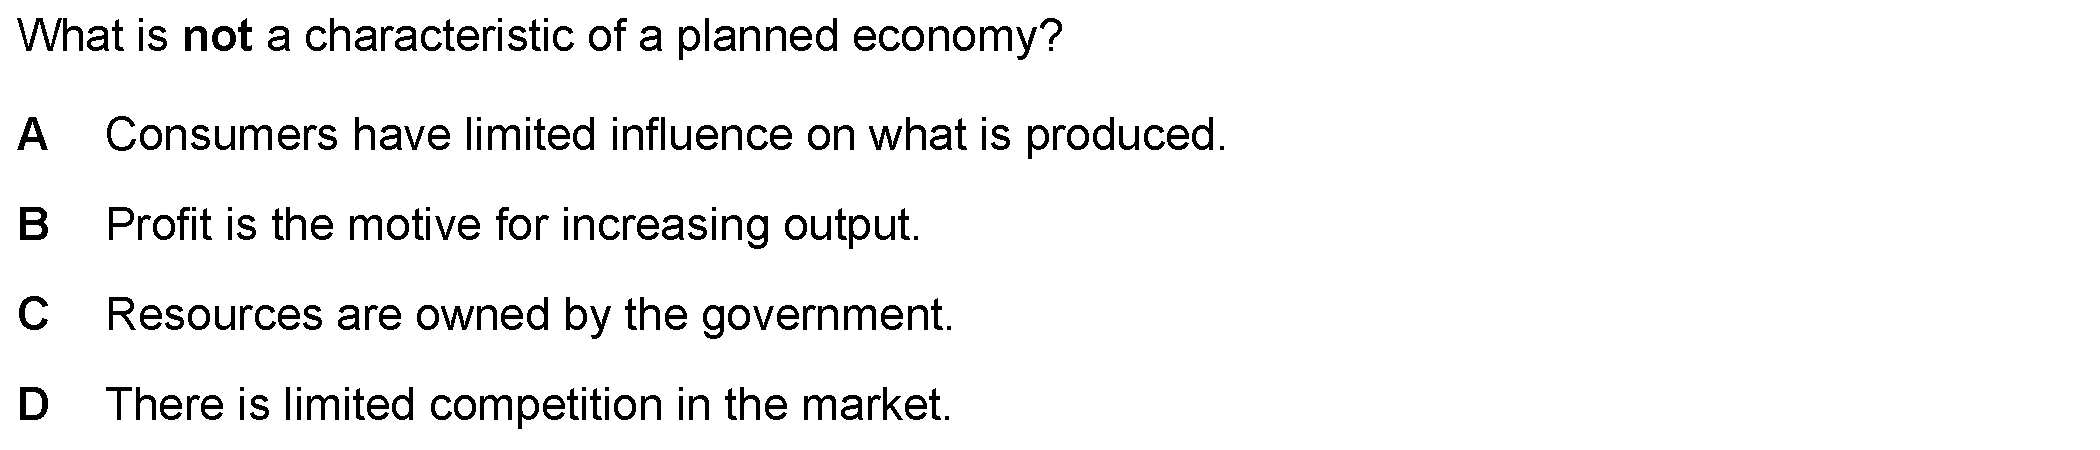 What is not a characteristic of a planned economy?
A Consumers have limited influence on what is produced.
B Profit is the motive for increasing output.
C Resources are owned by the government.
D There is limited competition in the market.